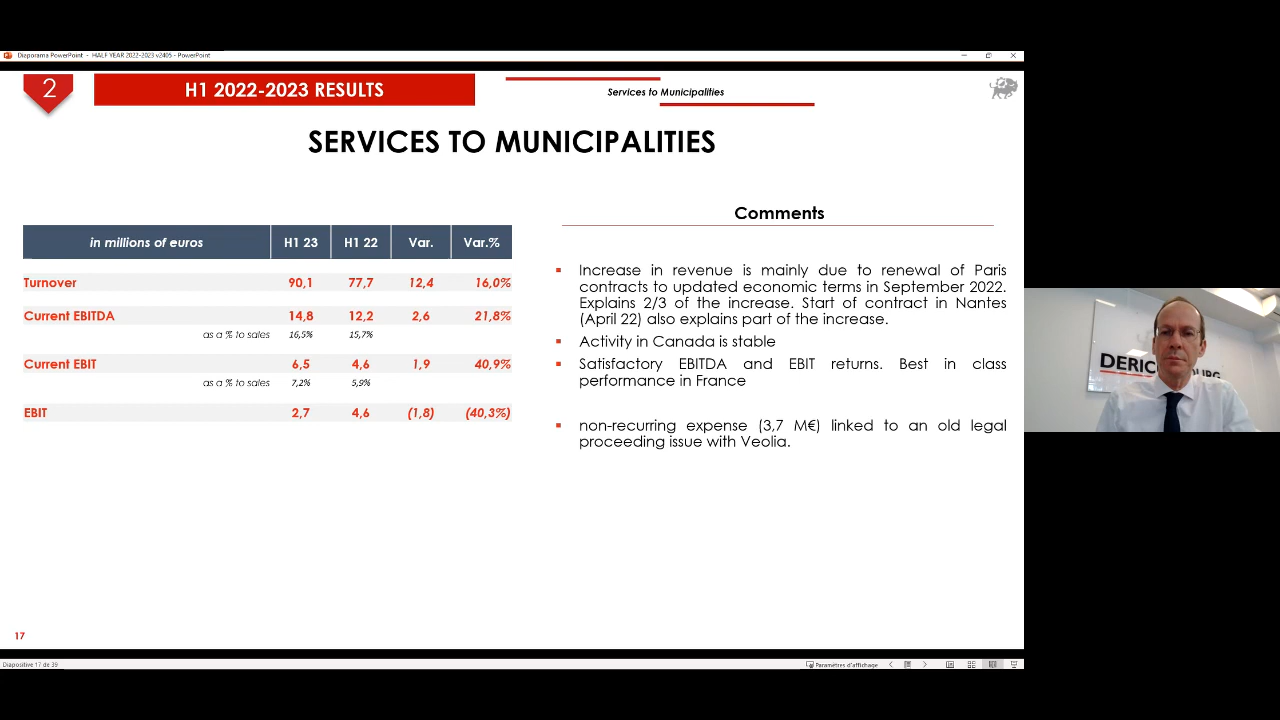 Diaporama PowerPoint - HALF YEAR 2022-2023 v2405 - PowerPoint
2
H1 2022-2023 RESULTS
Services to Municipalities
SERVICES TO MUNICIPALITIES
in millions of euros H1 23 H1 22 Var. Var.%
Turnover 90,1 77,7 12,4 16,0%
Current EBITDA 14,8 12,2 2,6 21,8%
as a % to sales 16,5% 15,7%
Current EBIT 6,5 4,6 1,9 40,9%
as a % to sales 7,2% 5,9%
EBIT 2,7 4,6 (1,8) (40,3%)
Comments
Increase in revenue is mainly due to renewal of Paris
contracts to updated economic terms in September 2022.
Explains 2/3 of the increase. Start of contract in Nantes
(April 22) also explains part of the increase.
Activity in Canada is stable
Satisfactory EBITDA and EBIT returns. Best in class
performance in France
non-recurring expense (3,7 M€) linked to an old legal
proceeding issue with Veolia.
17
Diapositive 17 de 39
Paramètres d'affichage